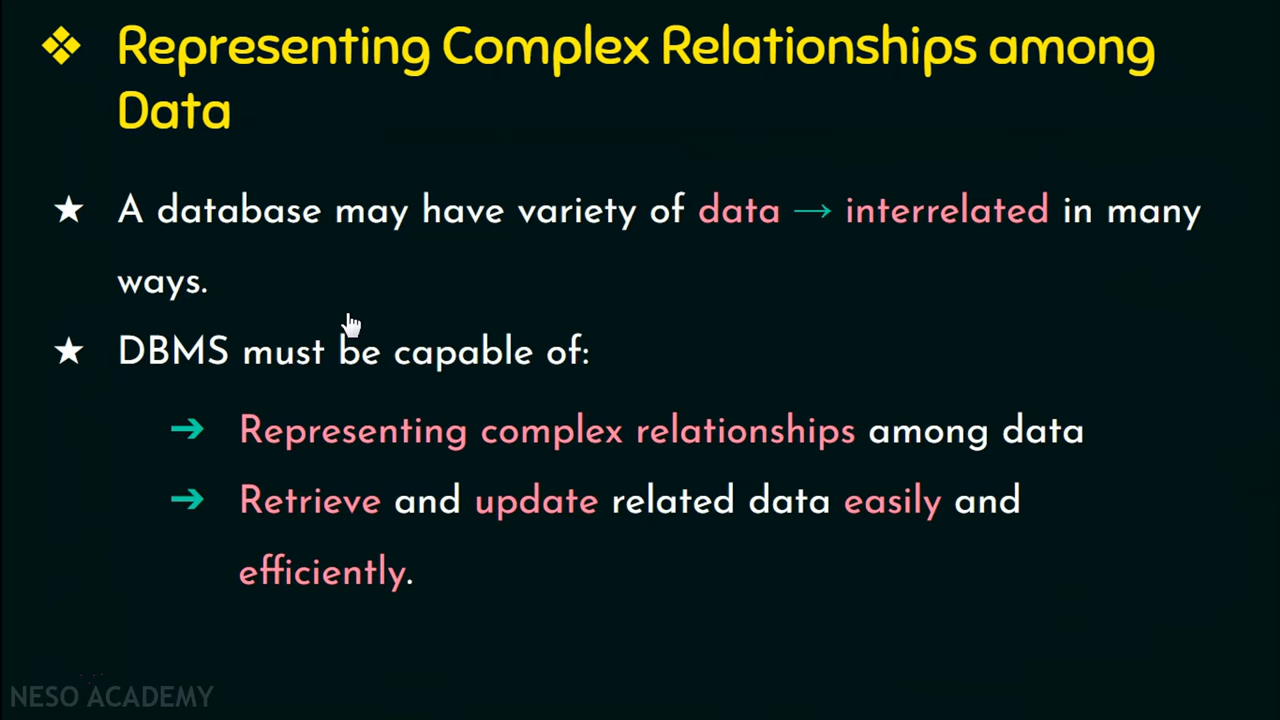 ❖ Representing Complex Relationships among
Data
★ A database may have variety of data → interrelated in many
ways.
★ DBMS must be capable of:
➔ Representing complex relationships among data
➔ Retrieve and update related data easily and
efficiently.
NESO ACADEMY